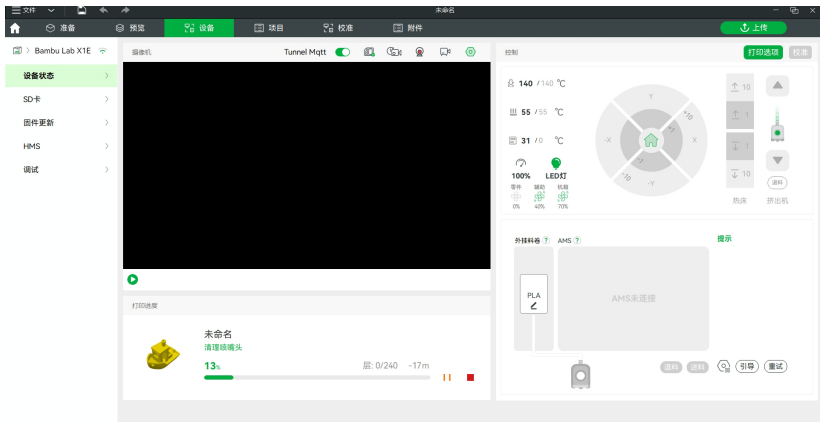 文件
未命名
准备
预览
设备
项目
校准
附件
上传
Bambu Lab X1E
设备状态
SD卡
固件更新
HMS
调试
摄像机
Tunnel Mqtt
控制
打印选项
校准
140 /140 °C
55 /55 °C
31 /0 °C
100%
LED灯
零件
辅助
机箱
0%
40%
70%
Y
+10
+1
-X
X
-1
-10
-Y
10
1
1
10
退料
热床
挤出机
外挂料卷
AMS
提示
PLA
AMS未连接
退料
进料
引导
重试
打印进度
未命名
清理喷嘴头
13%
层: 0/240
-17m